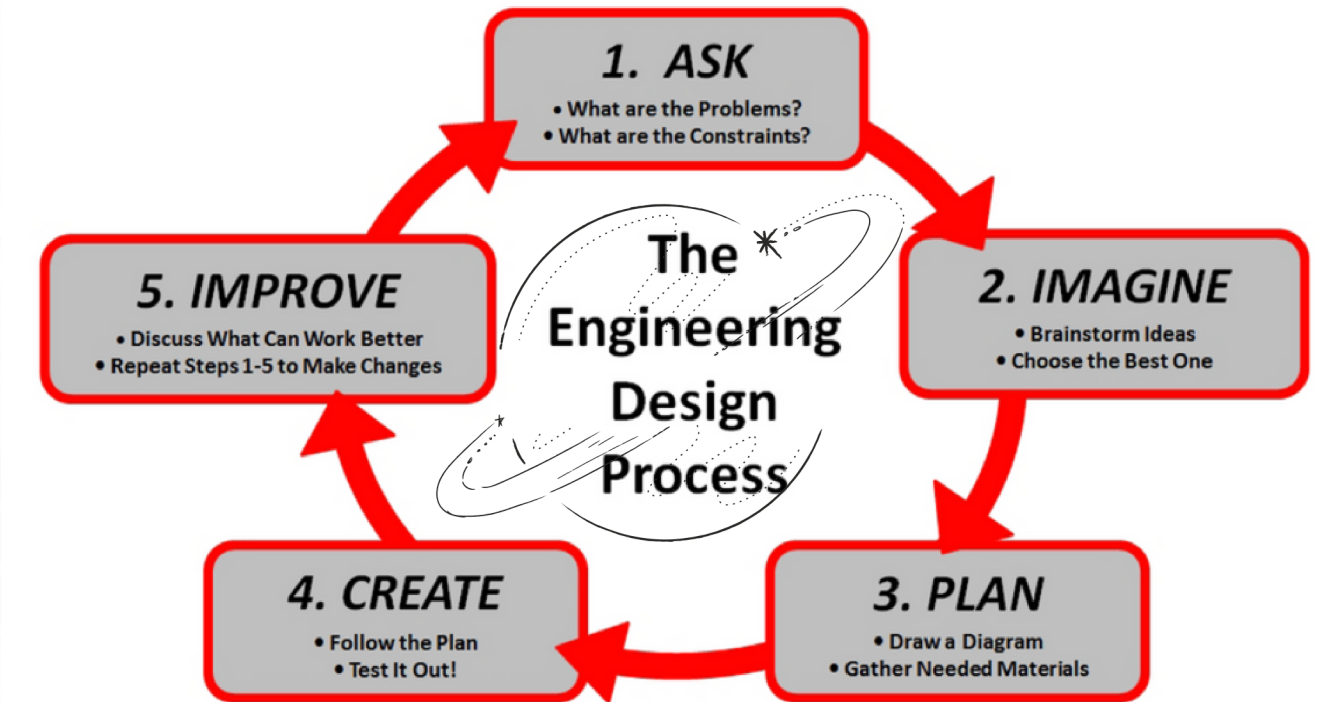 1. ASK
• What are the Problems?
• What are the Constraints?
The
Engineering
Design
Process
2. IMAGINE
• Brainstorm Ideas
• Choose the Best One
3. PLAN
• Draw a Diagram
• Gather Needed Materials
4. CREATE
• Follow the Plan
• Test It Out!
5. IMPROVE
• Discuss What Can Work Better
• Repeat Steps 1-5 to Make Changes